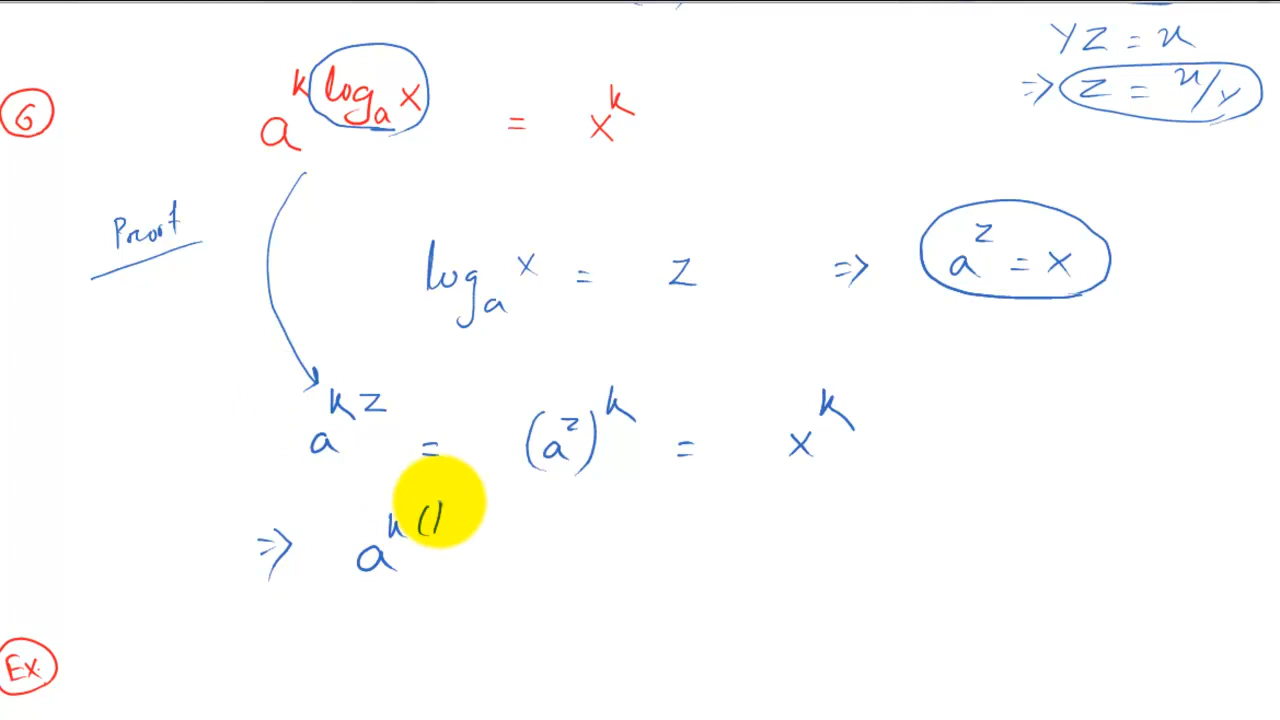 YZ = x
⇒ Z = x/Y
6 a^{k log_a x} = x^k
Proof
log_a x = z ⇒ a^z = x
a^{kz} = (a^z)^k = x^k
⇒ a^{k (}
Ex.